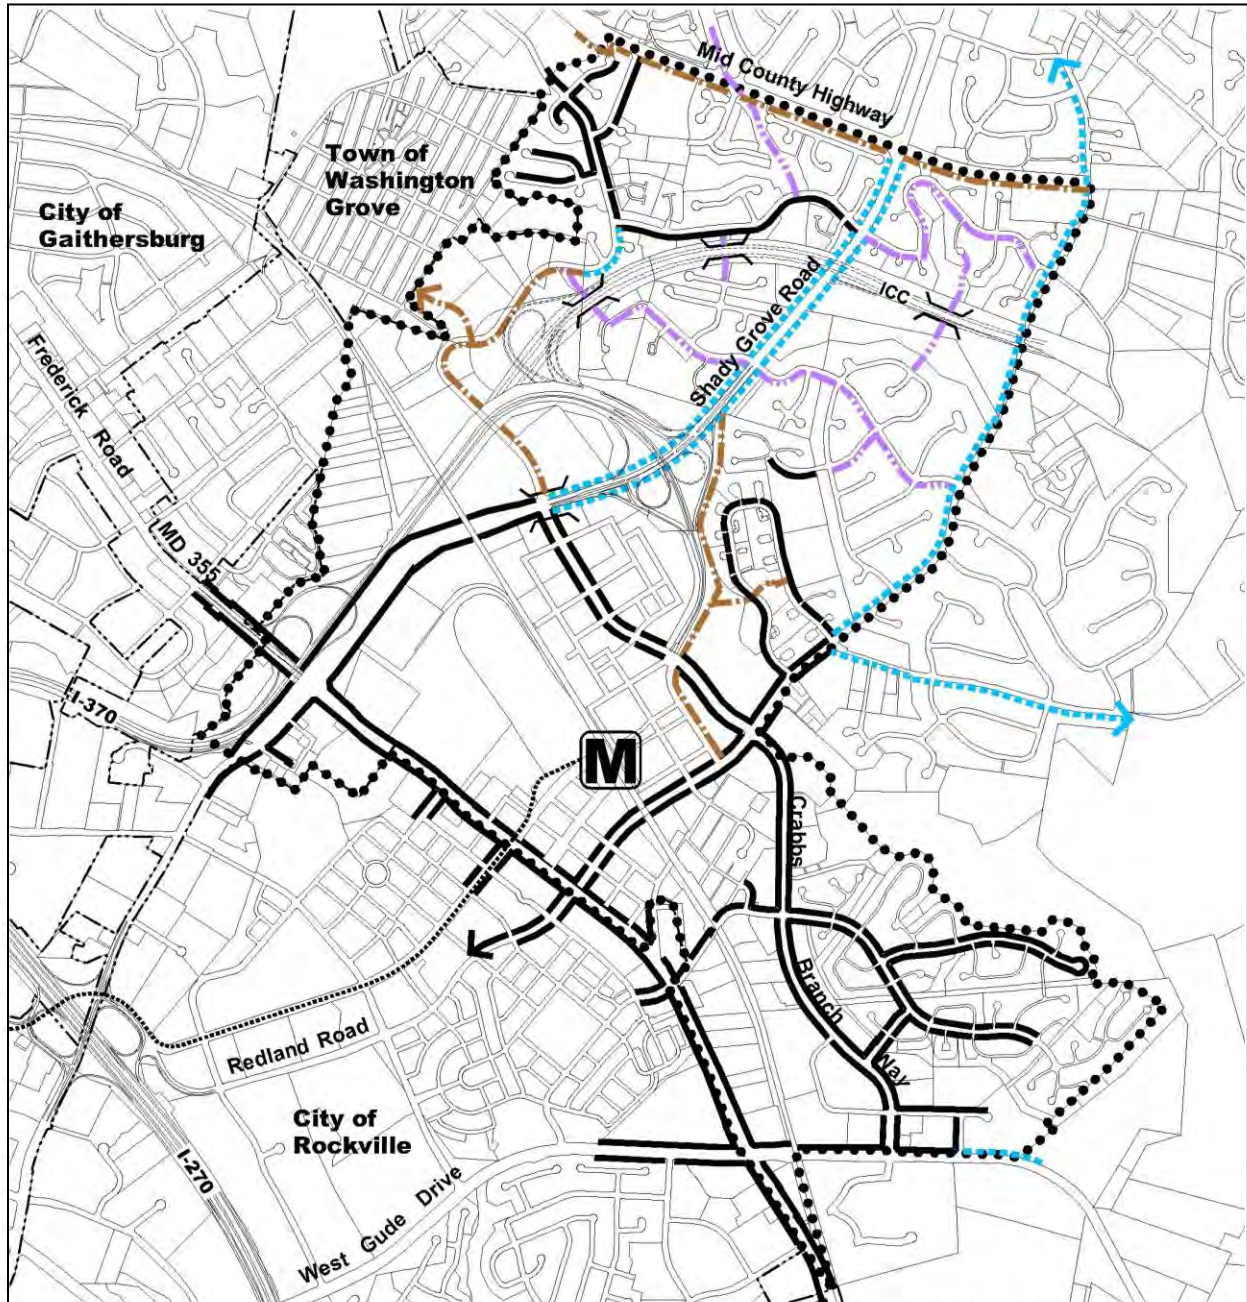 Mid County Highway
Town of
Washington
Grove
City of
Gaithersburg
ICC
Shady Grove Road
Frederick
Road
MD 355
I-370
M
Crabbs
Branch
Way
Redland Road
City of
Rockville
I-270
West Gude Drive